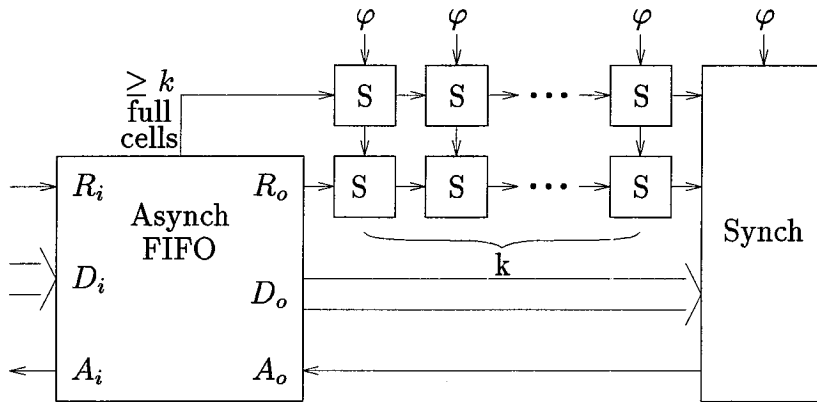 φ φ φ φ
≥ k
full
cells
S S ··· S
R_i R_o S S ··· S
Asynch
FIFO
Synch
k
D_i D_o
A_i A_o